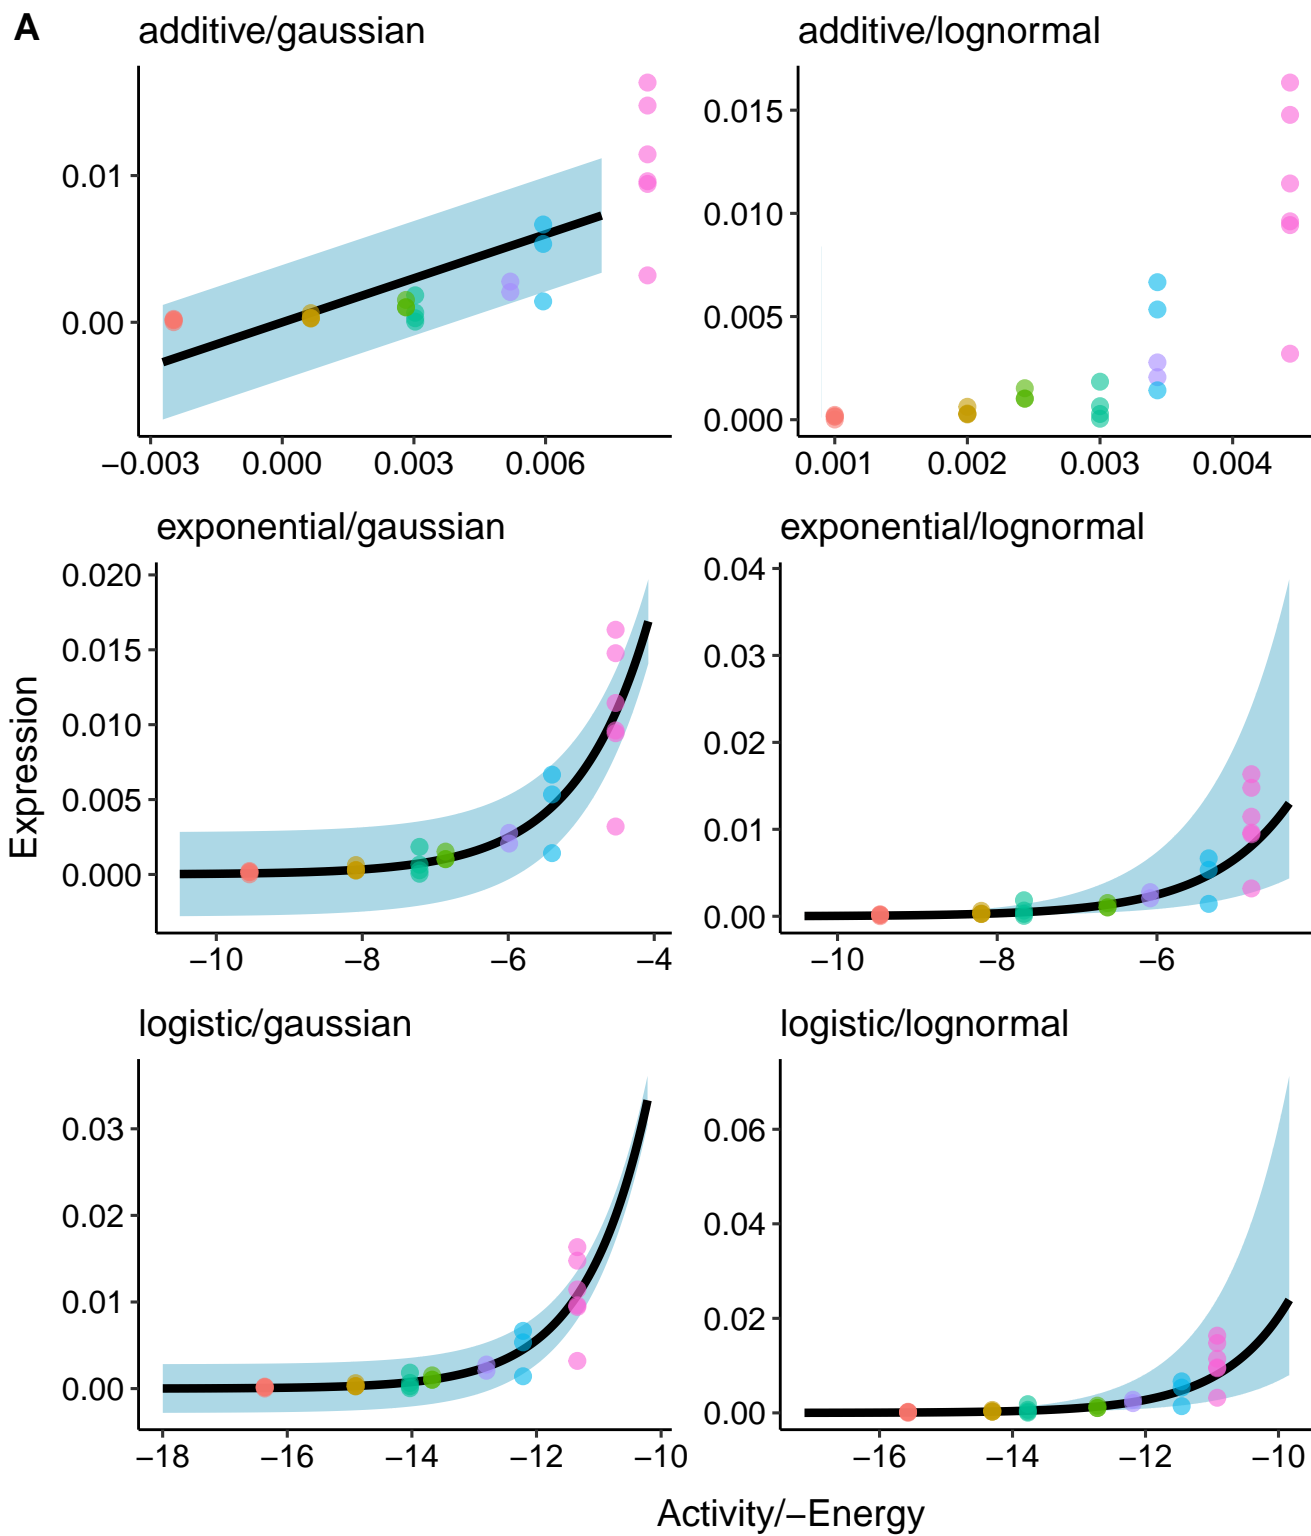 A
additive/gaussian
0.01
0.00
−0.003 0.000 0.003 0.006
additive/lognormal
0.015
0.010
0.005
0.000
0.001 0.002 0.003 0.004
Expression
exponential/gaussian
0.020
0.015
0.010
0.005
0.000
−10 −8 −6 −4
exponential/lognormal
0.04
0.03
0.02
0.01
0.00
−10 −8 −6
logistic/gaussian
0.03
0.02
0.01
0.00
−18 −16 −14 −12 −10
logistic/lognormal
0.06
0.04
0.02
0.00
−16 −14 −12 −10
Activity/−Energy